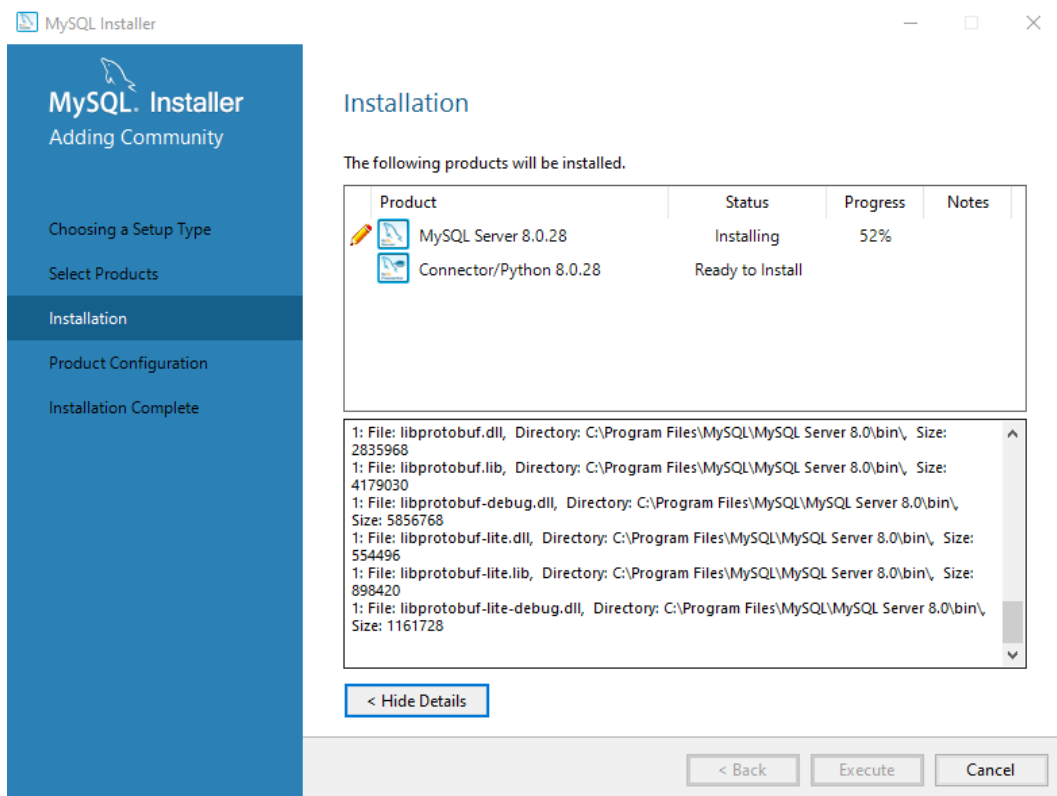 MySQL Installer
MySQL. Installer
Adding Community
Choosing a Setup Type
Select Products
Installation
Product Configuration
Installation Complete
Installation
The following products will be installed.
Product Status Progress Notes
MySQL Server 8.0.28 Installing 52%
Connector/Python 8.0.28 Ready to Install
1: File: libprotobuf.dll, Directory: C:\Program Files\MySQL\MySQL Server 8.0\bin\, Size:
2835968
1: File: libprotobuf.lib, Directory: C:\Program Files\MySQL\MySQL Server 8.0\bin\, Size:
4179030
1: File: libprotobuf-debug.dll, Directory: C:\Program Files\MySQL\MySQL Server 8.0\bin\,
Size: 5856768
1: File: libprotobuf-lite.dll, Directory: C:\Program Files\MySQL\MySQL Server 8.0\bin\, Size:
554496
1: File: libprotobuf-lite.lib, Directory: C:\Program Files\MySQL\MySQL Server 8.0\bin\, Size:
898420
1: File: libprotobuf-lite-debug.dll, Directory: C:\Program Files\MySQL\MySQL Server 8.0\bin\,
Size: 1161728
< Hide Details
< Back Execute Cancel